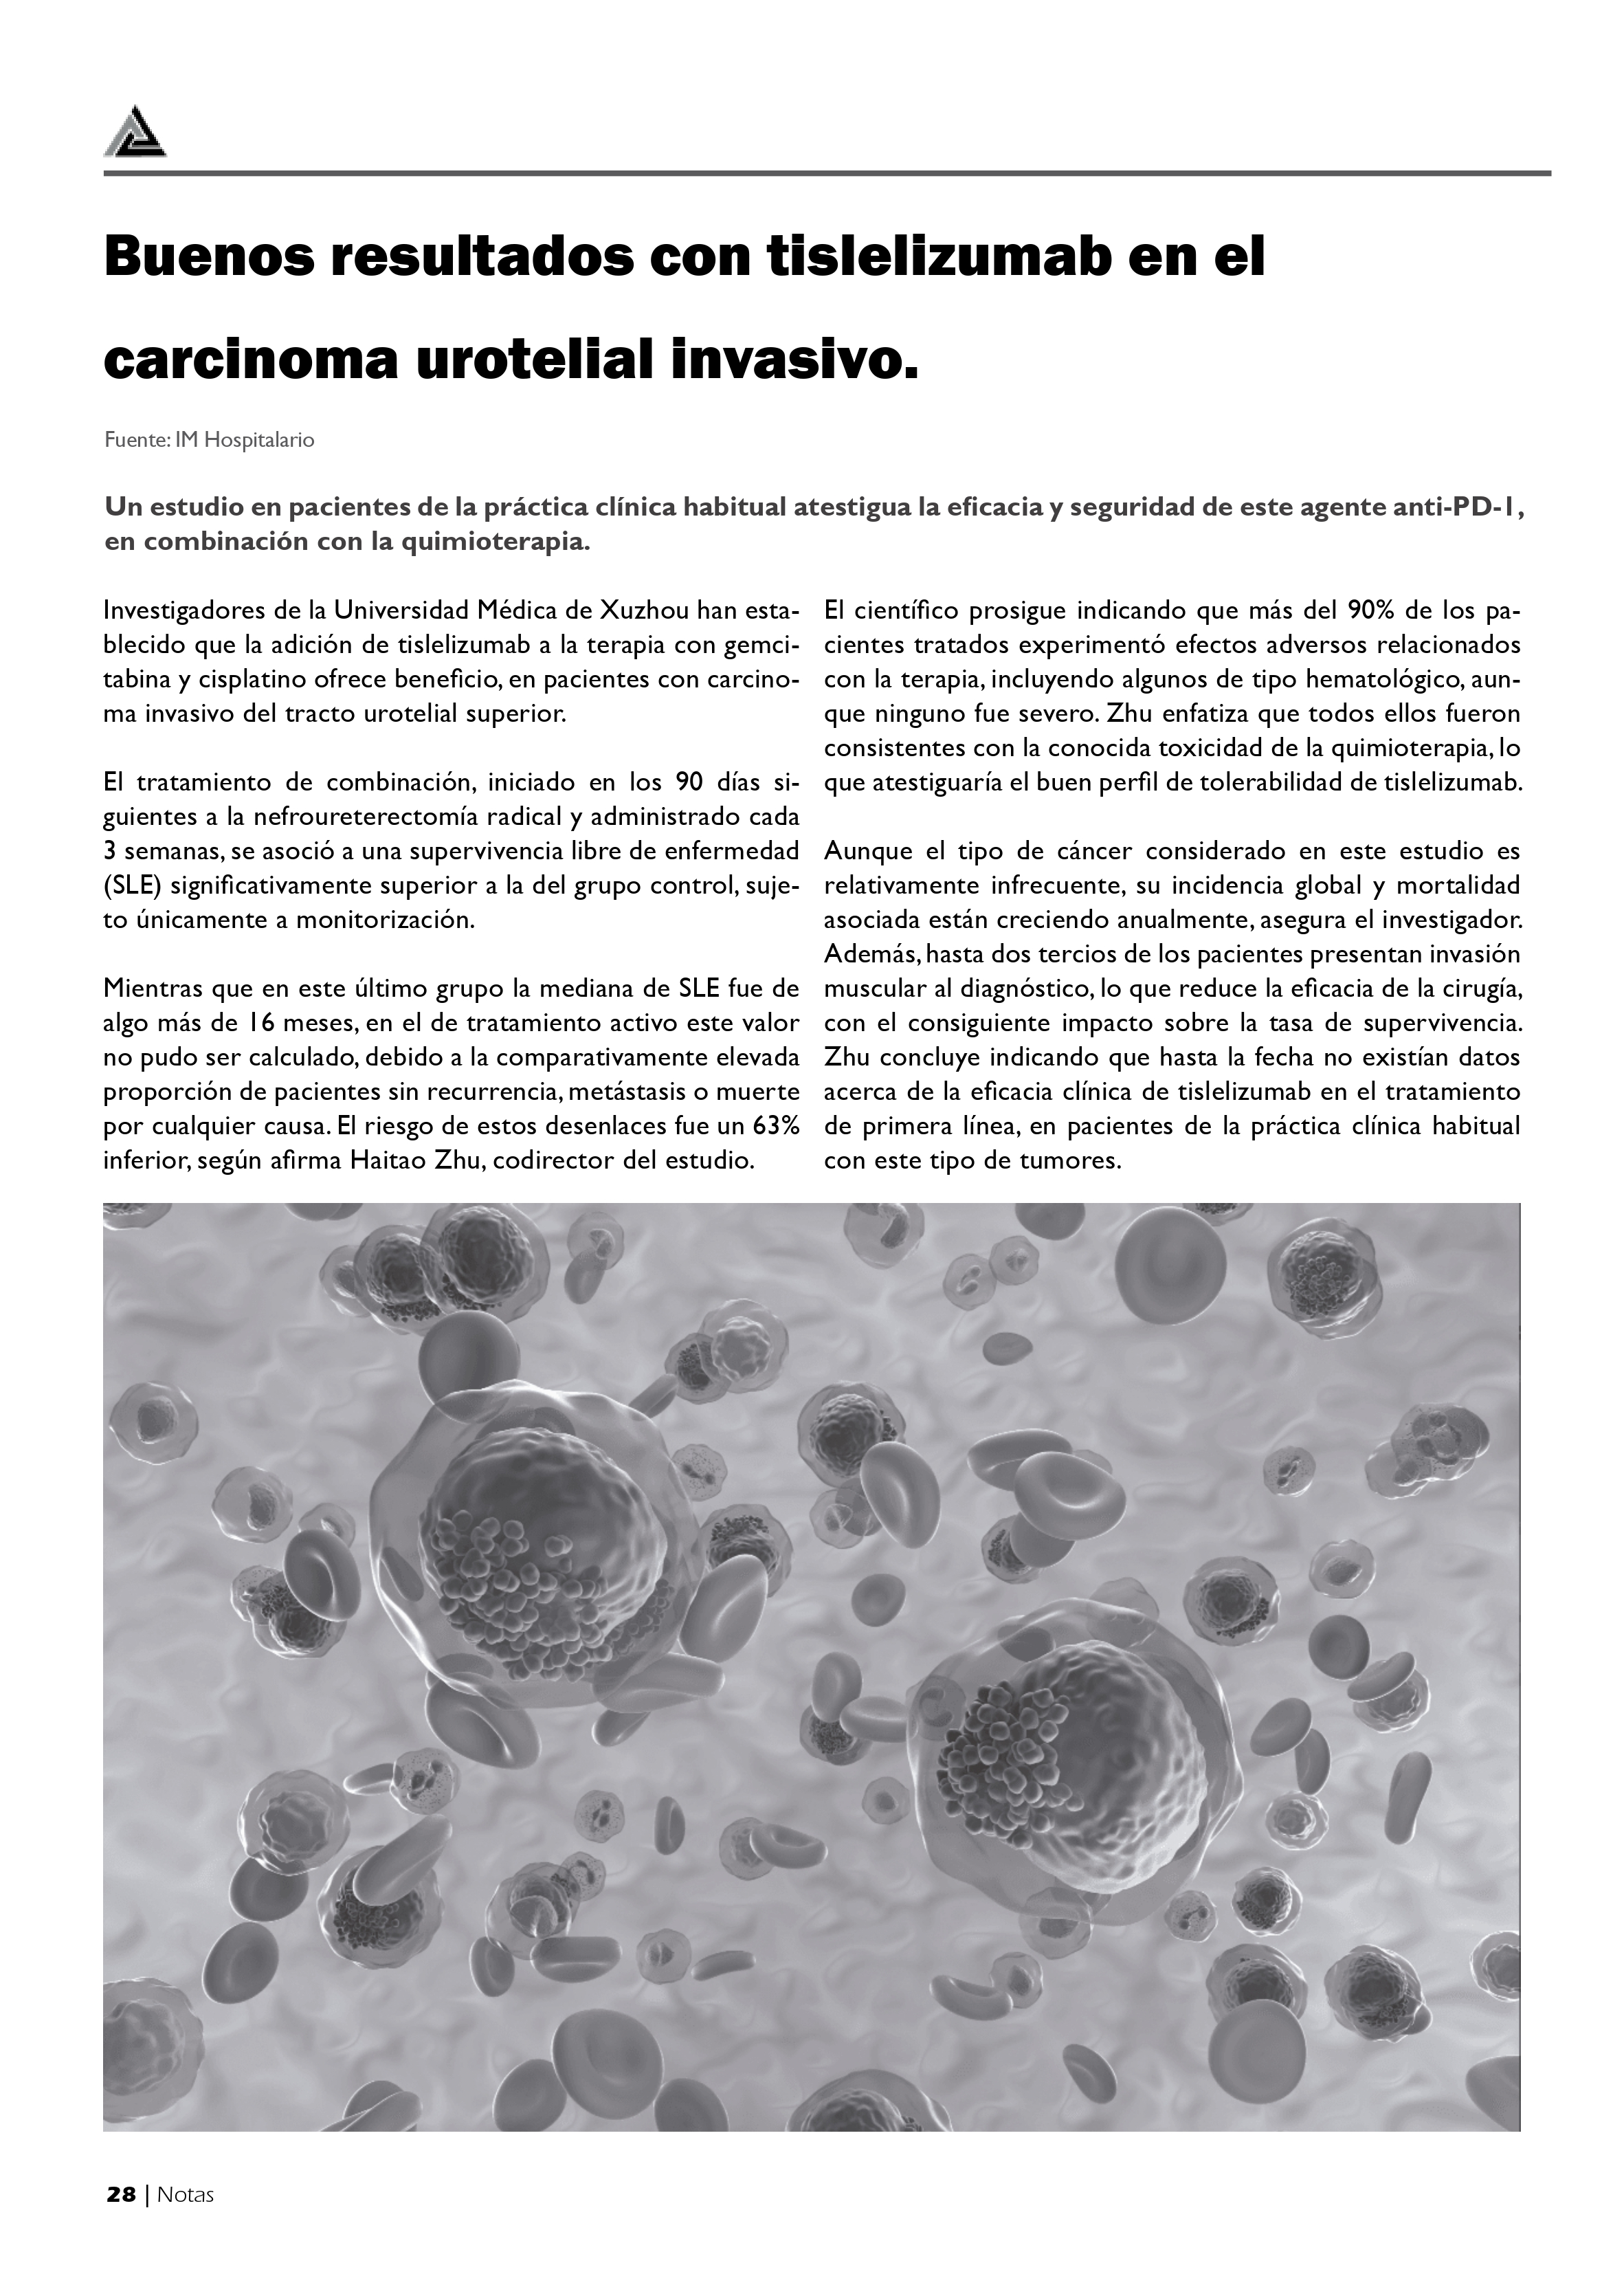 Buenos resultados con tislelizumab en el
carcinoma urotelial invasivo.
Fuente: IM Hospitalario
Un estudio en pacientes de la práctica clínica habitual atestigua la eficacia y seguridad de este agente anti-PD-1,
en combinación con la quimioterapia.
Investigadores de la Universidad Médica de Xuzhou han esta-
blecido que la adición de tislelizumab a la terapia con gemci-
tabina y cisplatino ofrece beneficio, en pacientes con carcino-
ma invasivo del tracto urotelial superior.
El tratamiento de combinación, iniciado en los 90 días si-
guientes a la nefroureterectomía radical y administrado cada
3 semanas, se asoció a una supervivencia libre de enfermedad
(SLE) significativamente superior a la del grupo control, suje-
to únicamente a monitorización.
Mientras que en este último grupo la mediana de SLE fue de
algo más de 16 meses, en el de tratamiento activo este valor
no pudo ser calculado, debido a la comparativamente elevada
proporción de pacientes sin recurrencia, metástasis o muerte
por cualquier causa. El riesgo de estos desenlaces fue un 63%
inferior, según afirma Haitao Zhu, codirector del estudio.
El científico prosigue indicando que más del 90% de los pa-
cientes tratados experimentó efectos adversos relacionados
con la terapia, incluyendo algunos de tipo hematológico, aun-
que ninguno fue severo. Zhu enfatiza que todos ellos fueron
consistentes con la conocida toxicidad de la quimioterapia, lo
que atestiguaría el buen perfil de tolerabilidad de tislelizumab.
Aunque el tipo de cáncer considerado en este estudio es
relativamente infrecuente, su incidencia global y mortalidad
asociada están creciendo anualmente, asegura el investigador.
Además, hasta dos tercios de los pacientes presentan invasión
muscular al diagnóstico, lo que reduce la eficacia de la cirugía,
con el consiguiente impacto sobre la tasa de supervivencia.
Zhu concluye indicando que hasta la fecha no existían datos
acerca de la eficacia clínica de tislelizumab en el tratamiento
de primera línea, en pacientes de la práctica clínica habitual
con este tipo de tumores.
28 | Notas